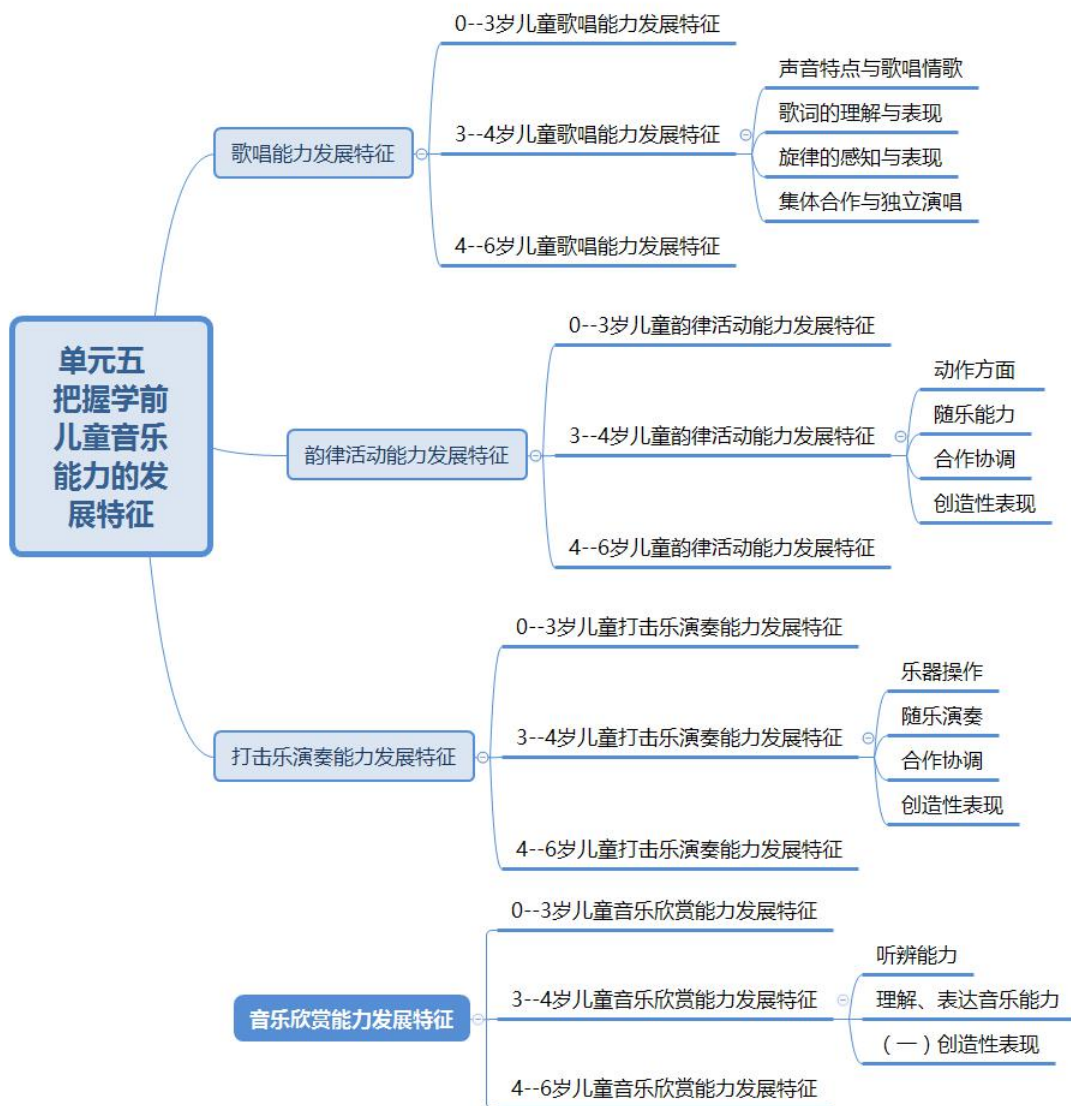 单元五
把握学前
儿童音乐
能力的发
展特征
歌唱能力发展特征
0--3岁儿童歌唱能力发展特征
3--4岁儿童歌唱能力发展特征
声音特点与歌唱情歌
歌词的理解与表现
旋律的感知与表现
集体合作与独立演唱
4--6岁儿童歌唱能力发展特征
韵律活动能力发展特征
0--3岁儿童韵律活动能力发展特征
3--4岁儿童韵律活动能力发展特征
动作方面
随乐能力
合作协调
创造性表现
4--6岁儿童韵律活动能力发展特征
打击乐演奏能力发展特征
0--3岁儿童打击乐演奏能力发展特征
3--4岁儿童打击乐演奏能力发展特征
乐器操作
随乐演奏
合作协调
创造性表现
4--6岁儿童打击乐演奏能力发展特征
音乐欣赏能力发展特征
0--3岁儿童音乐欣赏能力发展特征
3--4岁儿童音乐欣赏能力发展特征
听辨能力
理解、表达音乐能力
（一）创造性表现
4--6岁儿童音乐欣赏能力发展特征